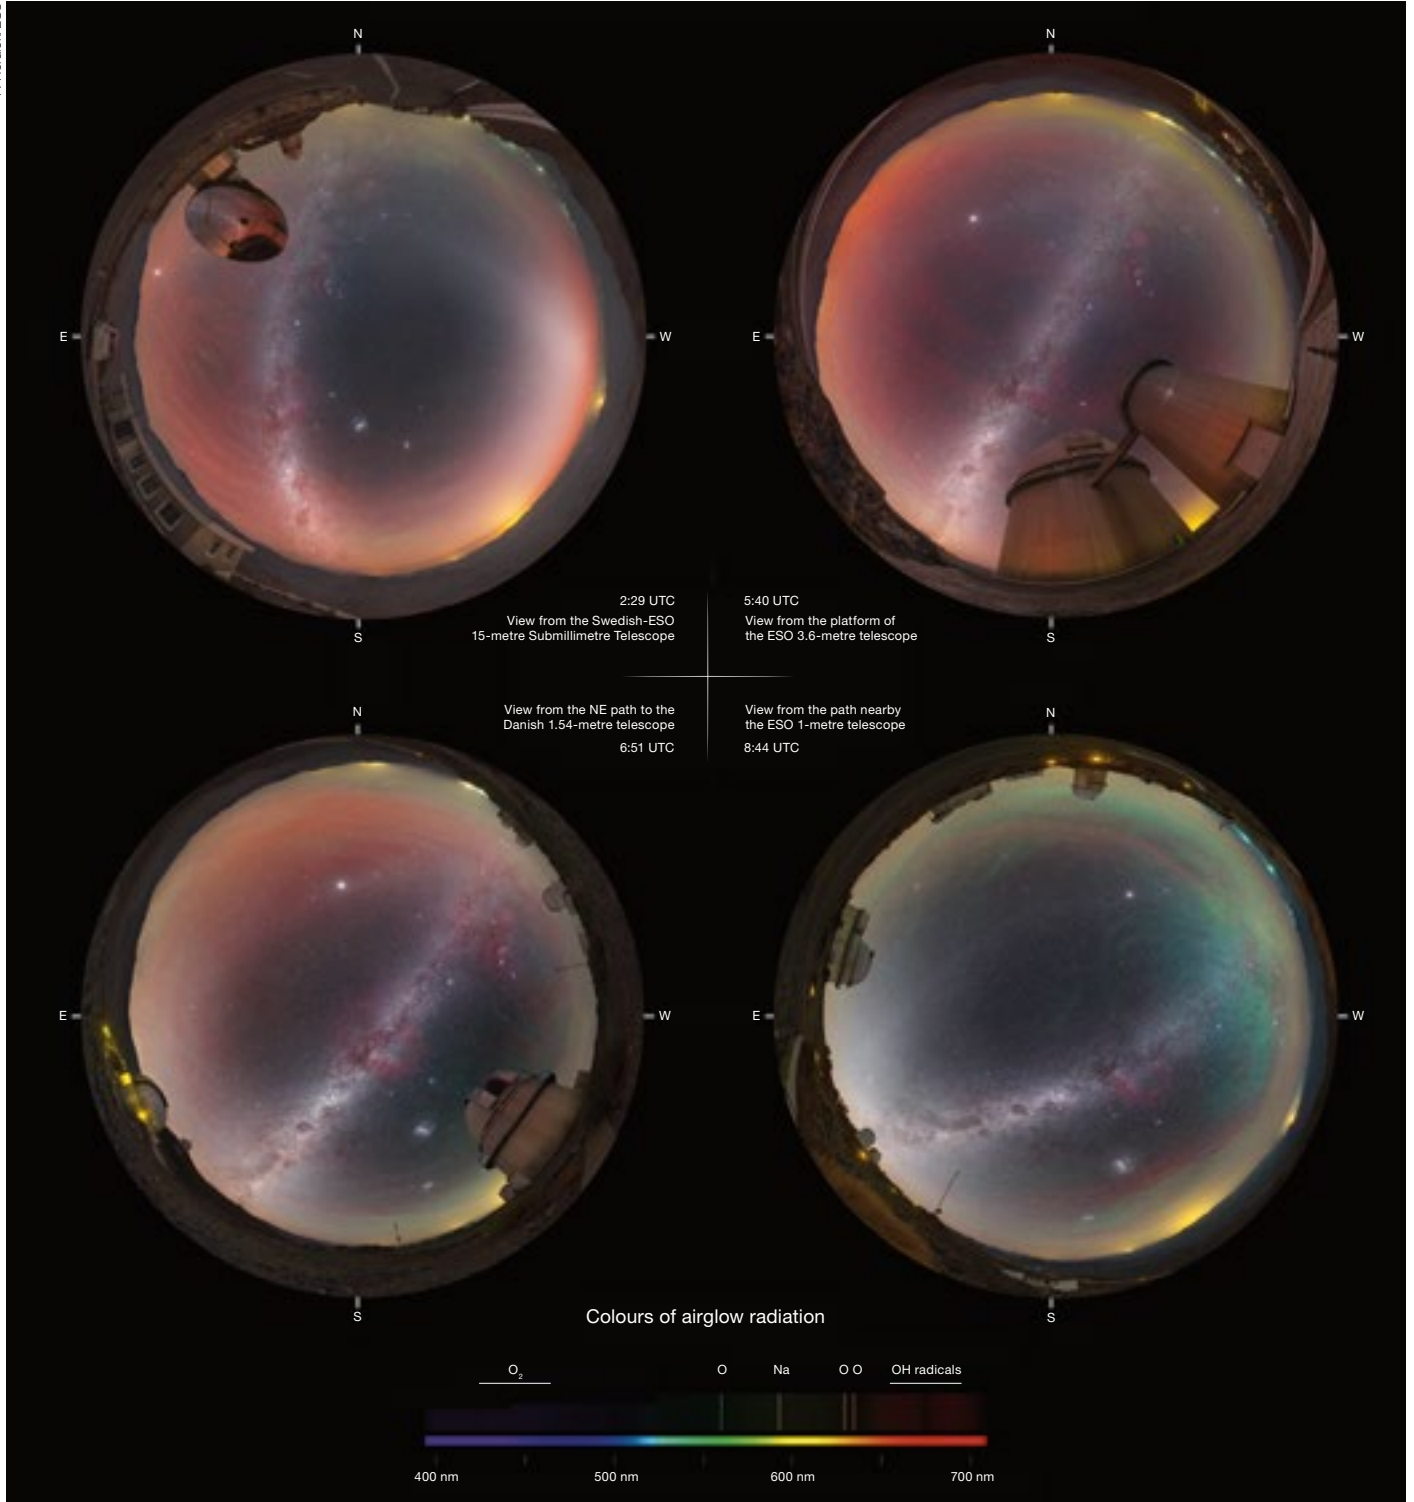 N
N
E
W
E
W
S
S
2:29 UTC
View from the Swedish-ESO
15-metre Submillimetre Telescope
5:40 UTC
View from the platform of
the ESO 3.6-metre telescope
View from the NE path to the
Danish 1.54-metre telescope
6:51 UTC
View from the path nearby
the ESO 1-metre telescope
8:44 UTC
N
N
E
W
E
W
S
S
Colours of airglow radiation
O₂
O
Na
O O
OH radicals
400 nm
500 nm
600 nm
700 nm